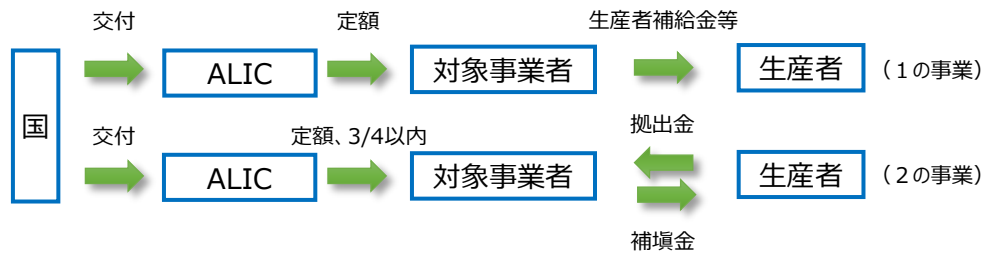 交付
定額
生産者補給金等
国
ALIC
対象事業者
生産者
（１の事業）
交付
定額、3/4以内
拠出金
ALIC
対象事業者
生産者
（２の事業）
補塡金